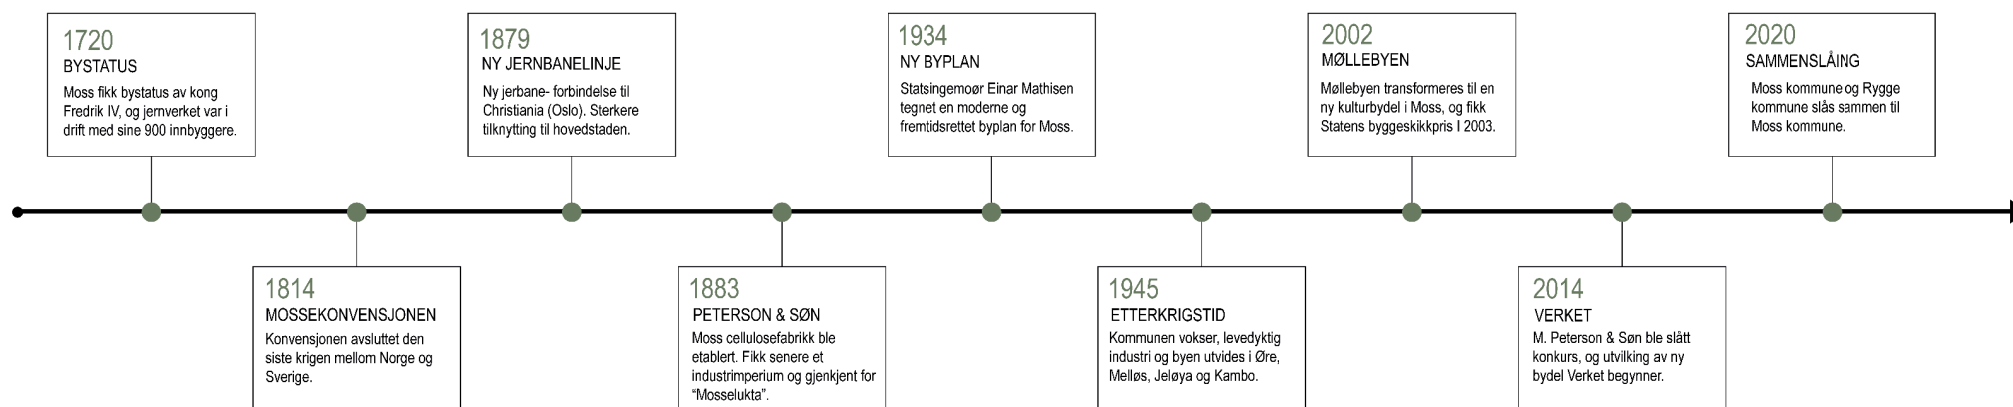 1720
BYSTATUS
Moss fikk bystatus av kong
Fredrik IV, og jernverket var i
drift med sine 900 innbyggere.
1814
MOSSEKONVENSJONEN
Konvensjonen avsluttet den
siste krigen mellom Norge og
Sverige.
1879
NY JERNBANELINJE
Ny jerbane- forbindelse til
Christiania (Oslo). Sterkere
tilknytting til hovedstaden.
1883
PETERSON & SØN
Moss cellulosefabrikk ble
etablert. Fikk senere et
industrimperium og gjenkjent for
“Mosselukta”.
1934
NY BYPLAN
Statsingemoør Einar Mathisen
tegnet en moderne og
fremtidsrettet byplan for Moss.
1945
ETTERKRIGSTID
Kommunen vokser, levedyktig
industri og byen utvides i Øre,
Melløs, Jeløya og Kambo.
2002
MØLLEBYEN
Møllebyen transformeres til en
ny kulturbydel i Moss, og fikk
Statens byggeskikkpris I 2003.
2014
VERKET
M. Peterson & Søn ble slått
konkurs, og utvilking av ny
bydel Verket begynner.
2020
SAMMENSLÅING
Moss kommune og Rygge
kommune slås sammen til
Moss kommune.